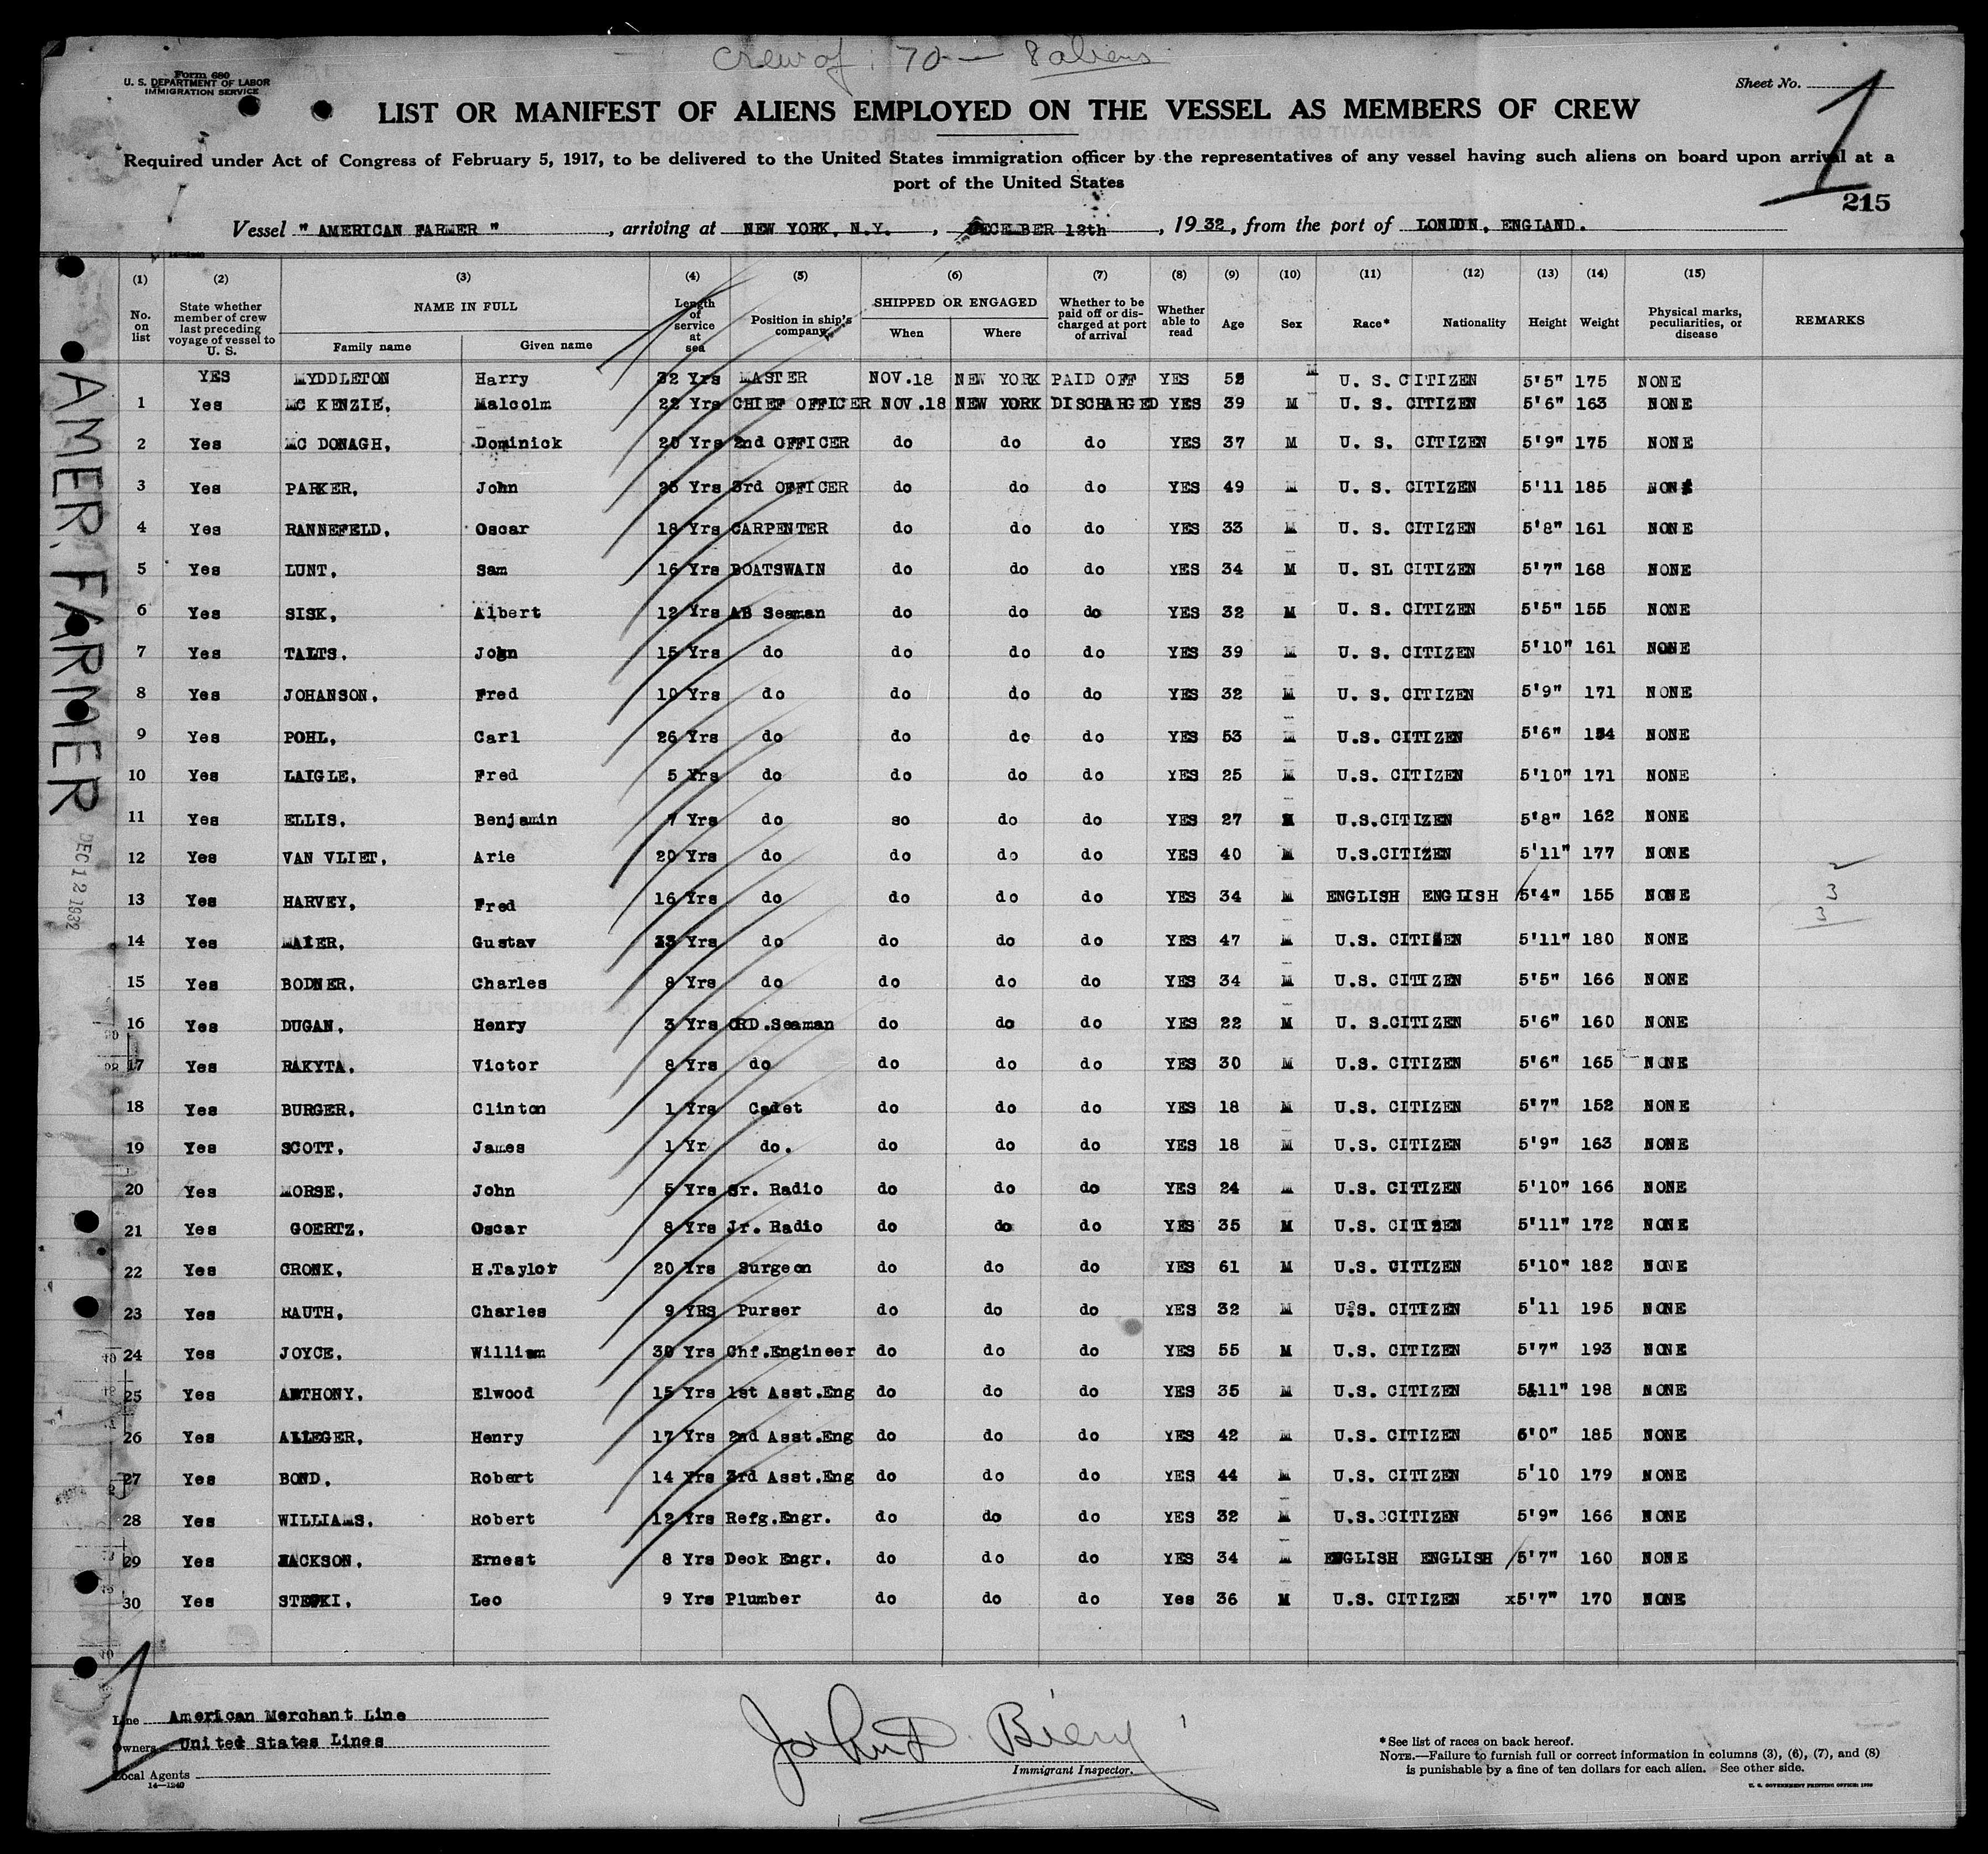 Crew of 70 — 8 aliens
Form 680
U. S. DEPARTMENT OF LABOR
IMMIGRATION SERVICE
Sheet No. 1
LIST OR MANIFEST OF ALIENS EMPLOYED ON THE VESSEL AS MEMBERS OF CREW
Required under Act of Congress of February 5, 1917, to be delivered to the United States immigration officer by the representatives of any vessel having such aliens on board upon arrival at a
port of the United States
215
Vessel " AMERICAN FARMER " , arriving at NEW YORK, N.Y. , DECEMBER 12th , 1932, from the port of LONDON, ENGLAND.
14-1240
(1) (2) (3) (4) (5) (6) (7) (8) (9) (10) (11) (12) (13) (14) (15)
No. on list
State whether member of crew last preceding voyage of vessel to U. S.
NAME IN FULL
Family name Given name
Length of service at sea
Position in ship's company
SHIPPED OR ENGAGED
When Where
Whether to be paid off or discharged at port of arrival
Whether able to read
Age Sex Race* Nationality Height Weight
Physical marks, peculiarities, or disease
REMARKS
YES MYDDLETON Harry 32 Yrs MASTER NOV.18 NEW YORK PAID OFF YES M U. S. CITIZEN 5'5" 175 NONE
1 Yes MC KENZIE, Malcolm 22 Yrs CHIEF OFFICER NOV.18 NEW YORK DISCHARGED YES 39 M U. S. CITIZEN 5'6" 163 NONE
2 Yes MC DONAGH, Dominick 20 Yrs 2nd OFFICER do do do YES 37 M U. S. CITIZEN 5'9" 175 NONE
3 Yes PARKER, John Yrs 3rd OFFICER do do do YES 49 M U. S. CITIZEN 5'11 185 NONE
4 Yes RANNEFELD, Oscar 18 Yrs CARPENTER do do do YES 33 M U. S. CITIZEN 5'8" 161 NONE
5 Yes LUNT, Sam 16 Yrs BOATSWAIN do do do YES 34 M U. SL CITIZEN 5'7" 168 NONE
6 Yes SISK, Albert 12 Yrs AB Seaman do do do YES 32 M U. S. CITIZEN 5'5" 155 NONE
7 Yes TALTS, John 15 Yrs do do do do YES 39 M U. S. CITIZEN 5'10" 161 NONE
8 Yes JOHANSON, Fred 10 Yrs do do do do YES 32 M U. S. CITIZEN 5'9" 171 NONE
9 Yes POHL, Carl 26 Yrs do do do do YES 53 M U.S. CITIZEN 5'6" 154 NONE
10 Yes LAIGLE, Fred 5 Yrs do do do do YES 25 M U.S. CITIZEN 5'10" 171 NONE
11 Yes ELLIS, Benjamin 7 Yrs do so do do YES 27 M U.S.CITIZEN 5'8" 162 NONE
12 Yes VAN VLIET, Arie 20 Yrs do do do do YES 40 M U.S.CITIZEN 5'11" 177 NONE
13 Yes HARVEY, Fred 16 Yrs do do do do YES 34 M ENGLISH ENGLISH 5'4" 155 NONE
14 Yes MAIER, Gustav Yrs do do do do YES 47 M U.S. CITIZEN 5'11" 180 NONE
15 Yes BODNER, Charles 8 Yrs do do do do YES 34 M U.S. CITIZEN 5'5" 166 NONE
16 Yes DUGAN, Henry 3 Yrs ORD.Seaman do do do YES 22 M U. S.CITIZEN 5'6" 160 NONE
17 Yes RAKYTA, Victor 8 Yrs do do do do YES 30 M U.S. CITIZEN 5'6" 165 NONE
18 Yes BURGER, Clinton 1 Yrs Cadet do do do YES 18 M U.S. CITIZEN 5'7" 152 NONE
19 Yes SCOTT, James 1 Yr do. do do do YES 18 M U.S. CITIZEN 5'9" 163 NONE
20 Yes MORSE, John 5 Yrs Sr. Radio do do do YES 24 M U.S. CITIZEN 5'10" 166 NONE
21 Yes GOERTZ, Oscar 8 Yrs Jr. Radio do do do YES 35 M U.S. CITIZEN 5'11" 172 NONE
22 Yes CRONK, H.Taylor 20 Yrs Surgeon do do do YES 61 M U.S. CITIZEN 5'10" 182 NONE
23 Yes RAUTH, Charles 9 YRS Purser do do do YES 32 M U.S. CITIZEN 5'11 195 NONE
24 Yes JOYCE, William 30 Yrs Chf.Engineer do do do YES 55 M U.S. CITIZEN 5'7" 193 NONE
25 Yes ANTHONY, Elwood 15 Yrs 1st Asst.Eng do do do YES 35 M U.S. CITIZEN 5&11" 198 NONE
26 Yes ALLEGER, Henry 17 Yrs 2nd Asst.Eng do do do YES 42 M U.S. CITIZEN 6'0" 185 NONE
27 Yes BOND, Robert 14 Yrs 3rd Asst.Eng do do do YES 44 M U.S. CITIZEN 5'10 179 NONE
28 Yes WILLIAMS, Robert 12 Yrs Refg.Engr. do do do YES 32 M U.S. CITIZEN 5'9" 166 NONE
29 Yes JACKSON, Ernest 8 Yrs Deck Engr. do do do YES 34 M ENGLISH ENGLISH 5'7" 160 NONE
30 Yes Leo 9 Yrs Plumber do do do Yes 36 M U.S. CITIZEN x5'7" 170 NONE
2
3
3
AMER. FARMER
DEC 12 1932
Line American Merchant Line
Owners United States Lines
Local Agents
14—1240
1
John D. Biery
Immigrant Inspector.
*See list of races on back hereof.
NOTE.—Failure to furnish full or correct information in columns (3), (6), (7), and (8)
is punishable by a fine of ten dollars for each alien. See other side.
U. S. GOVERNMENT PRINTING OFFICE: 1930